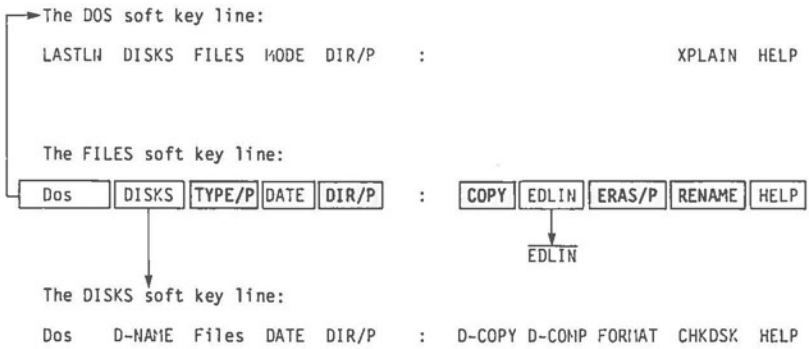 The DOS soft key line:
LASTLN DISKS FILES MODE DIR/P : XPLAIN HELP
The FILES soft key line:
Dos DISKS TYPE/P DATE DIR/P : COPY EDLIN ERAS/P RENAME HELP
EDLIN
The DISKS soft key line:
Dos D-NAME Files DATE DIR/P : D-COPY D-COMP FORMAT CHKDSK HELP